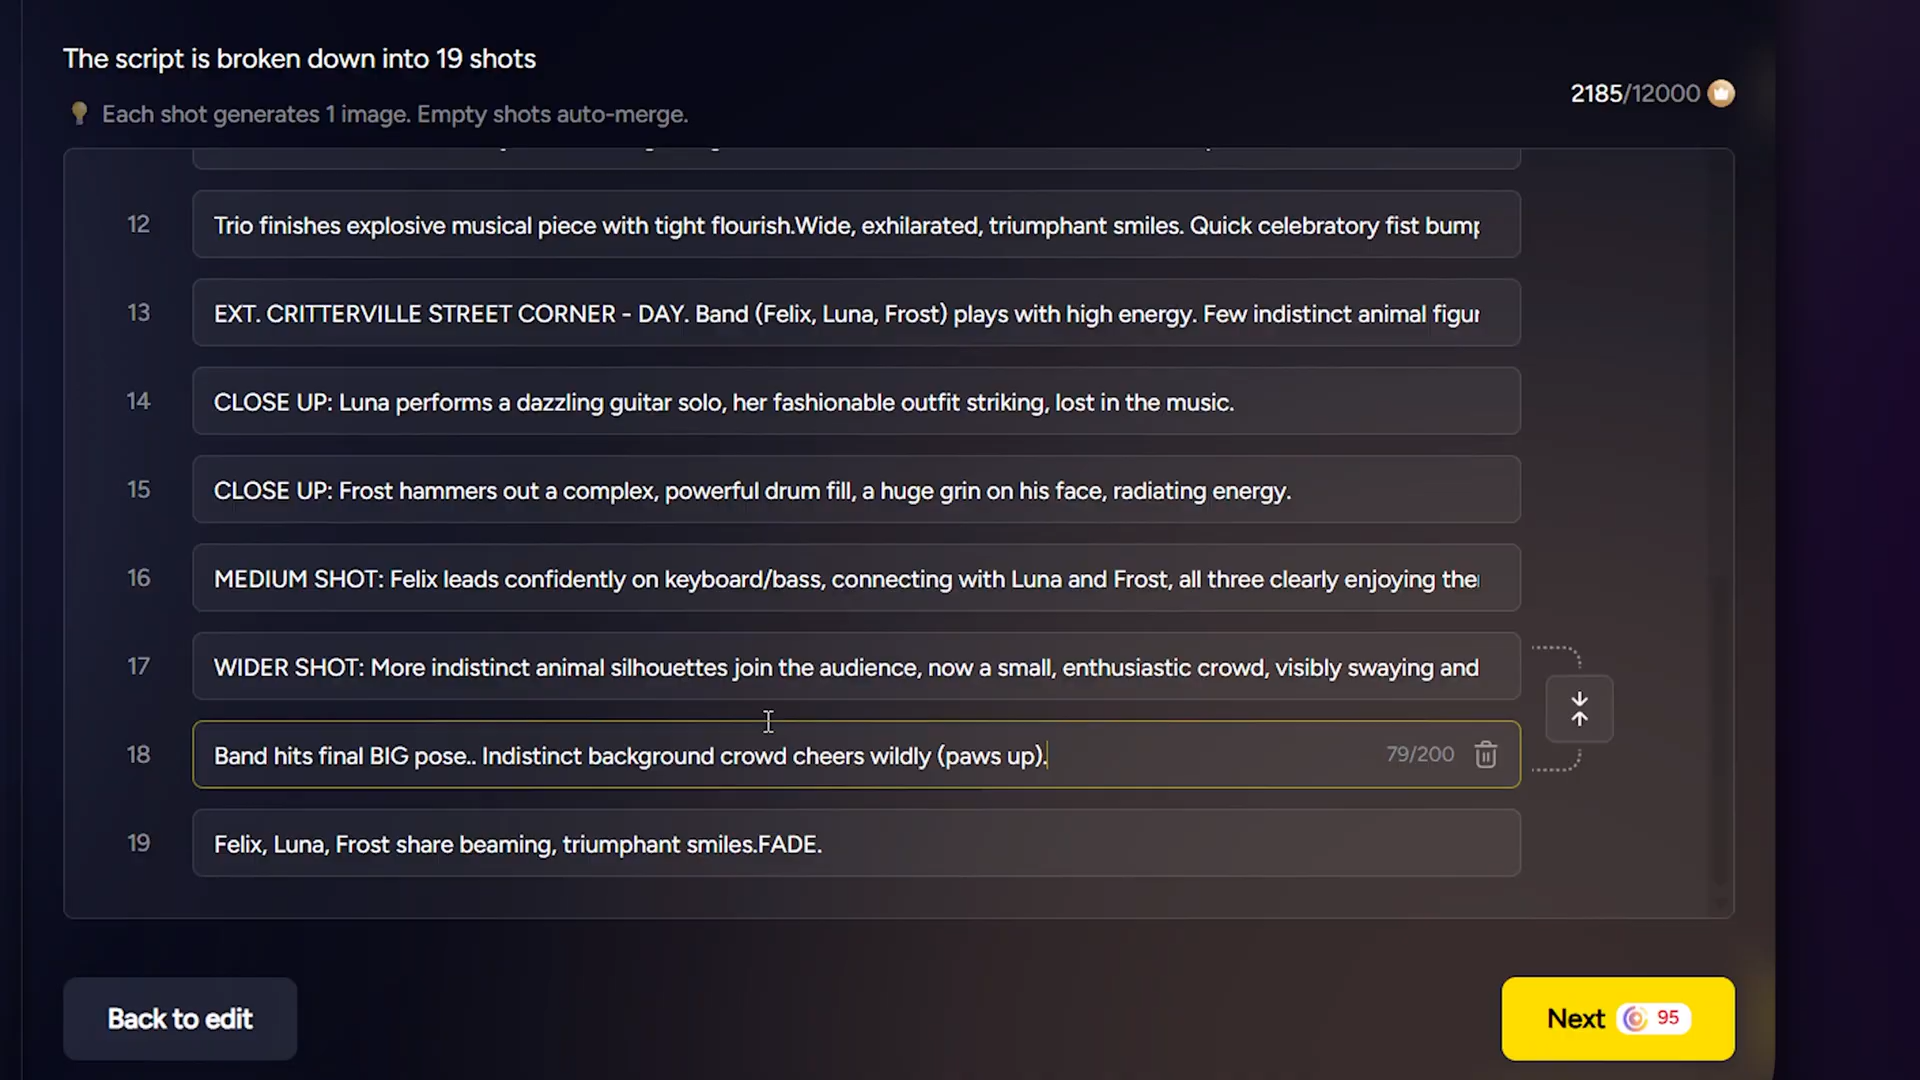 The script is broken down into 19 shots
Each shot generates 1 image. Empty shots auto-merge.
2185/12000
12 Trio finishes explosive musical piece with tight flourish.Wide, exhilarated, triumphant smiles. Quick celebratory fist bump
13 EXT. CRITTERVILLE STREET CORNER - DAY. Band (Felix, Luna, Frost) plays with high energy. Few indistinct animal
14 CLOSE UP: Luna performs a dazzling guitar solo, her fashionable outfit striking, lost in the music.
15 CLOSE UP: Frost hammers out a complex, powerful drum fill, a huge grin on his face, radiating energy.
16 MEDIUM SHOT: Felix leads confidently on keyboard/bass, connecting with Luna and Frost, all three clearly enjoying
17 WIDER SHOT: More indistinct animal silhouettes join the audience, now a small, enthusiastic crowd, visibly swaying and
18 Band hits final BIG pose.. Indistinct background crowd cheers wildly (paws up). 79/200
19 Felix, Luna, Frost share beaming, triumphant smiles.FADE.
Back to edit
Next 95